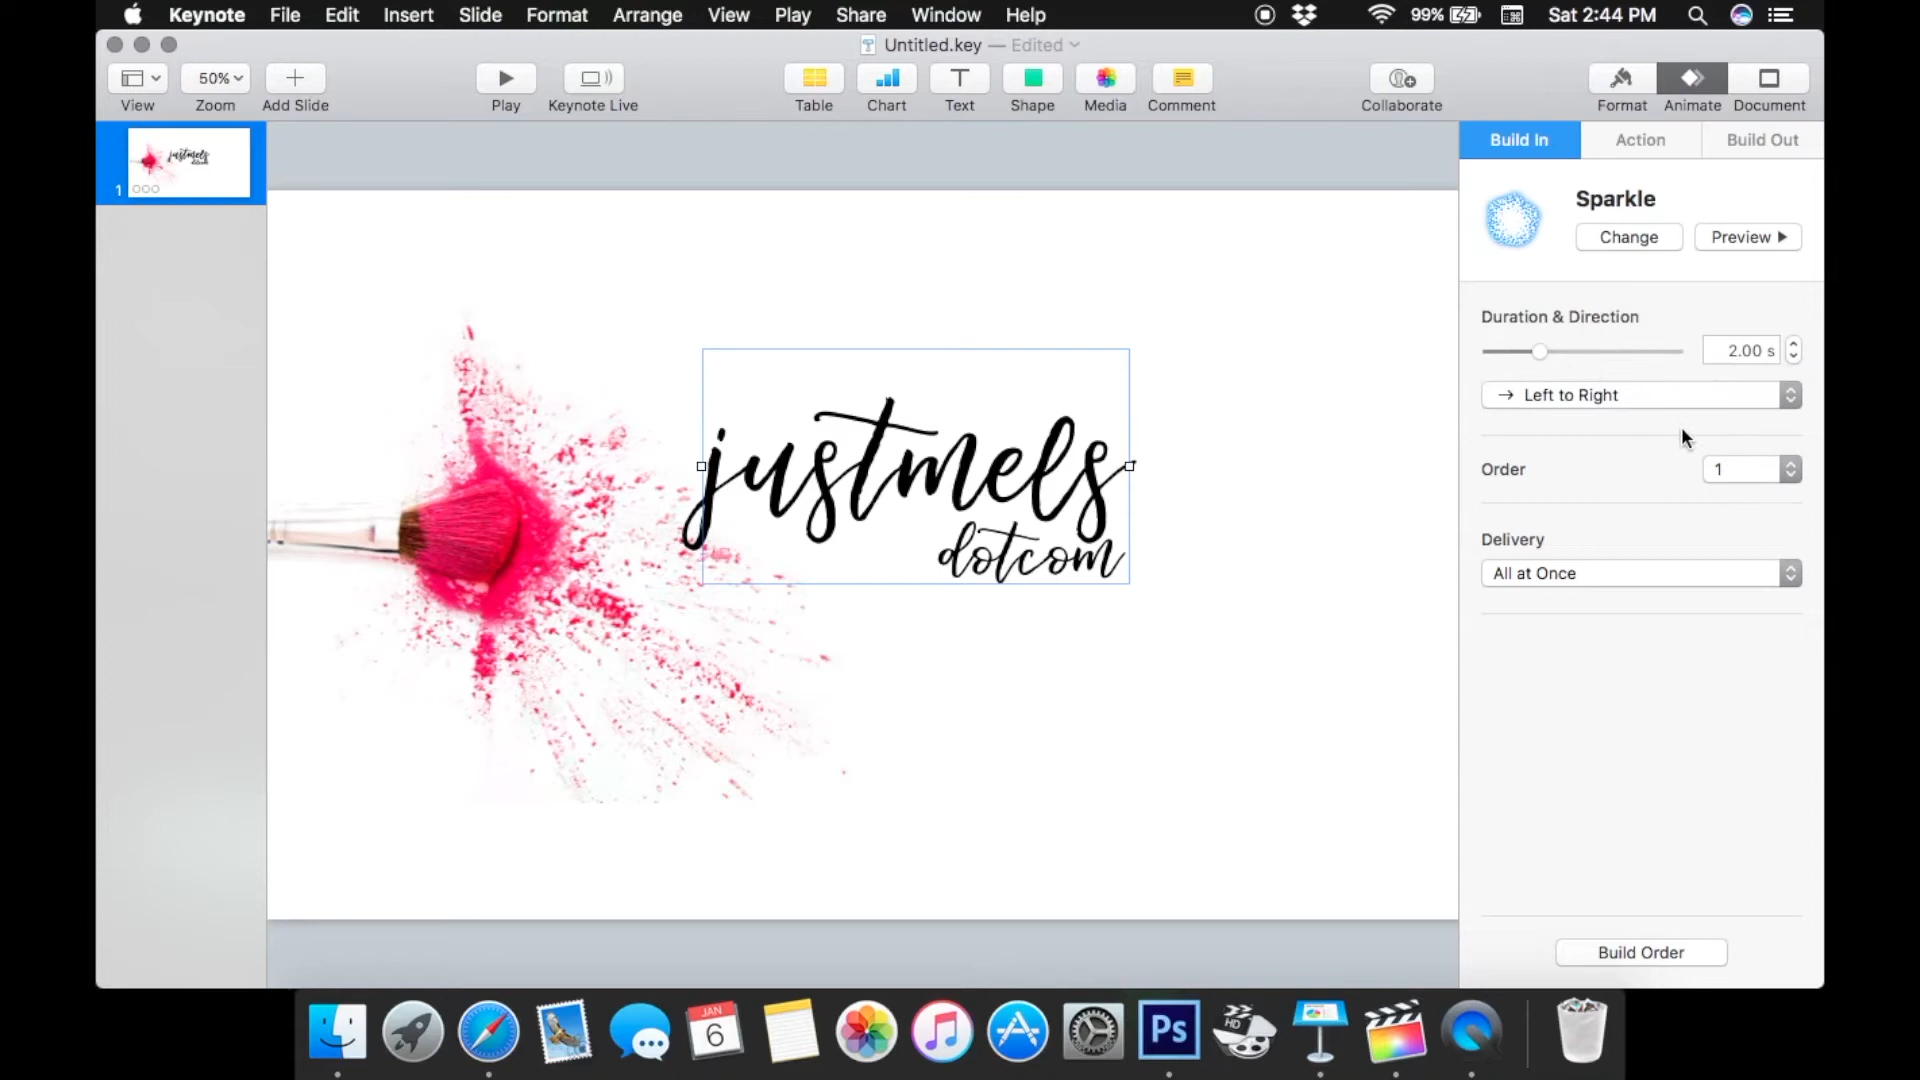 Keynote File Edit Insert Slide Format Arrange View Play Share Window Help 99% Sat 2:44 PM
Untitled.key — Edited
50%
View Zoom Add Slide Play Keynote Live Table Chart Text Shape Media Comment Collaborate Format Animate Document
Build In Action Build Out
justmels
dotcom
1
Sparkle
Change Preview
Duration & Direction
2.00 s
→ Left to Right
Order 1
justmels
dotcom
Delivery
All at Once
Build Order
JAN
6
Ps
HD